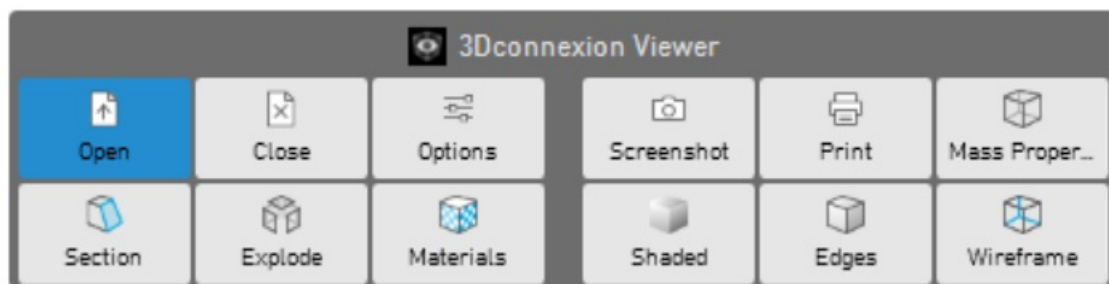 3Dconnexion Viewer
Open Close Options Screenshot Print Mass Proper...
Section Explode Materials Shaded Edges Wireframe